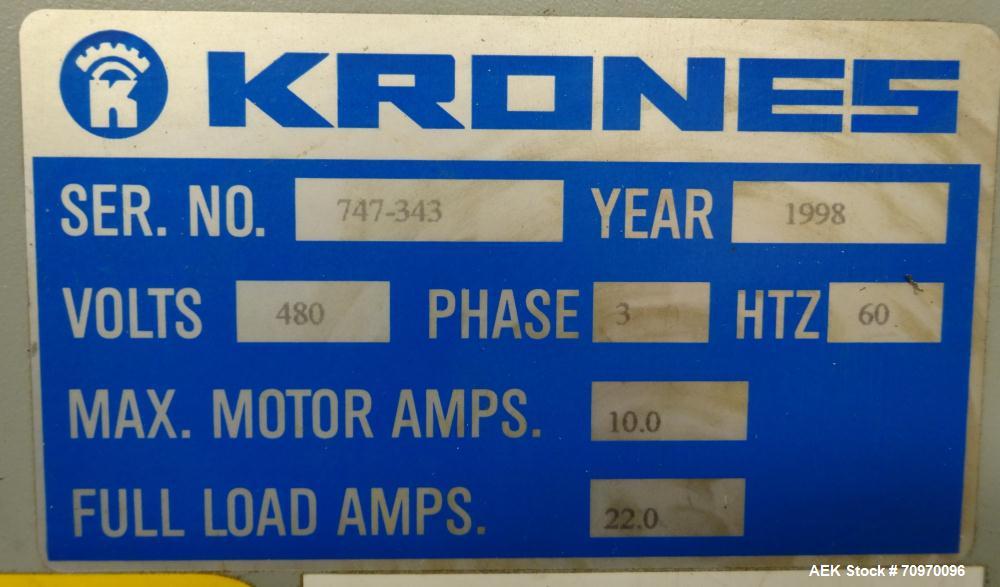 KRONES
SER. NO. 747-343 YEAR 1998
VOLTS 480 PHASE 3 HTZ 60
MAX. MOTOR AMPS. 10.0
FULL LOAD AMPS. 22.0
AEK Stock # 70970096